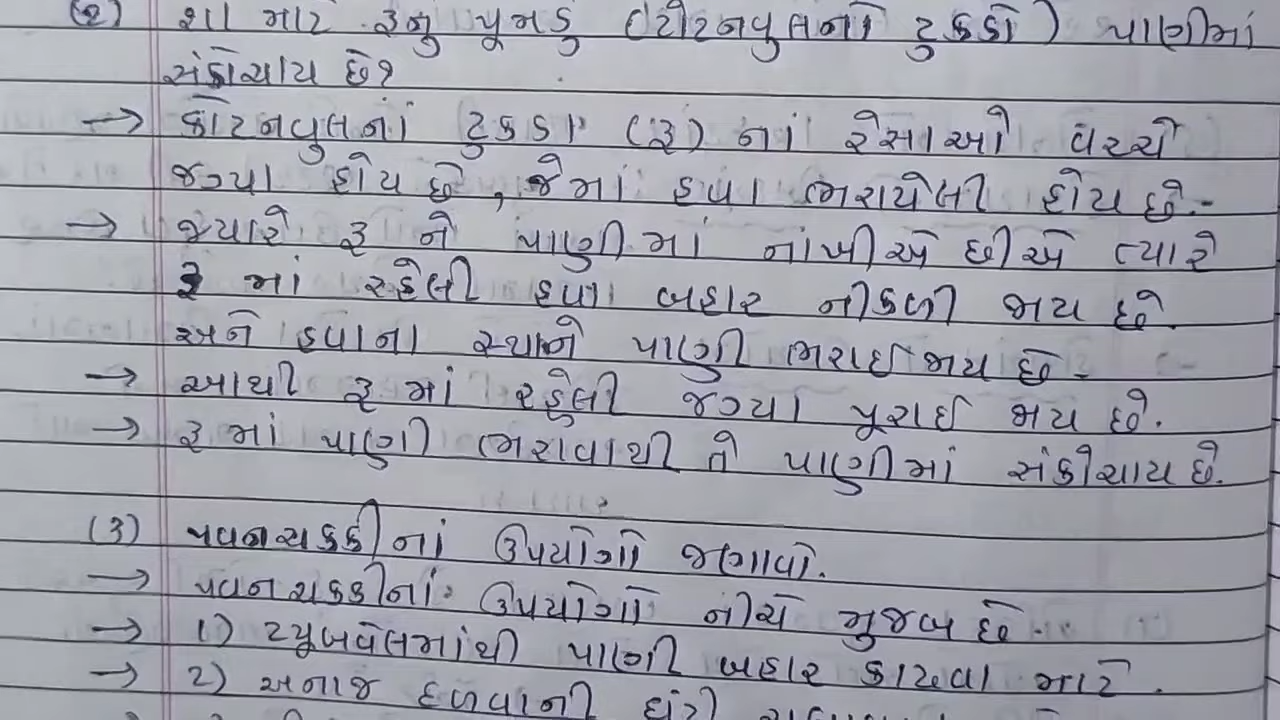 (2) શા માટે રૂનુ પૂમડુ (કોટનવુલનો ટુકડો) પાણીમાં
સંકોચાય છે?
→ કોટનવુલનાં ટુકડા (રૂ) નાં રેસાઓ વચ્ચે
જગ્યા હોય છે, જેમાં હવા ભરાયેલી હોય છે.
→ જ્યારે રૂ ને પાણીમાં નાંખીએ છીએ ત્યારે
રૂ માં રહેલી હવા બહાર નીકળી જાય છે.
અને હવાના સ્થાને પાણી ભરાઈ જાય છે.
→ આથી રૂ માં રહેલી જગ્યા પૂરાઈ જાય છે.
→ રૂ માં પાણી ભરાવાથી તે પાણીમાં સંકોચાય છે.
(3) પવનચક્કીનાં ઉપયોગો જણાવો.
→ પવનચક્કીનાં ઉપયોગો નીચે મુજબ છે.
→ 1) ટ્યુબવેલમાંથી પાણી બહાર કાઢવા માટે.
→ 2) અનાજ દળવાની ઘંટી